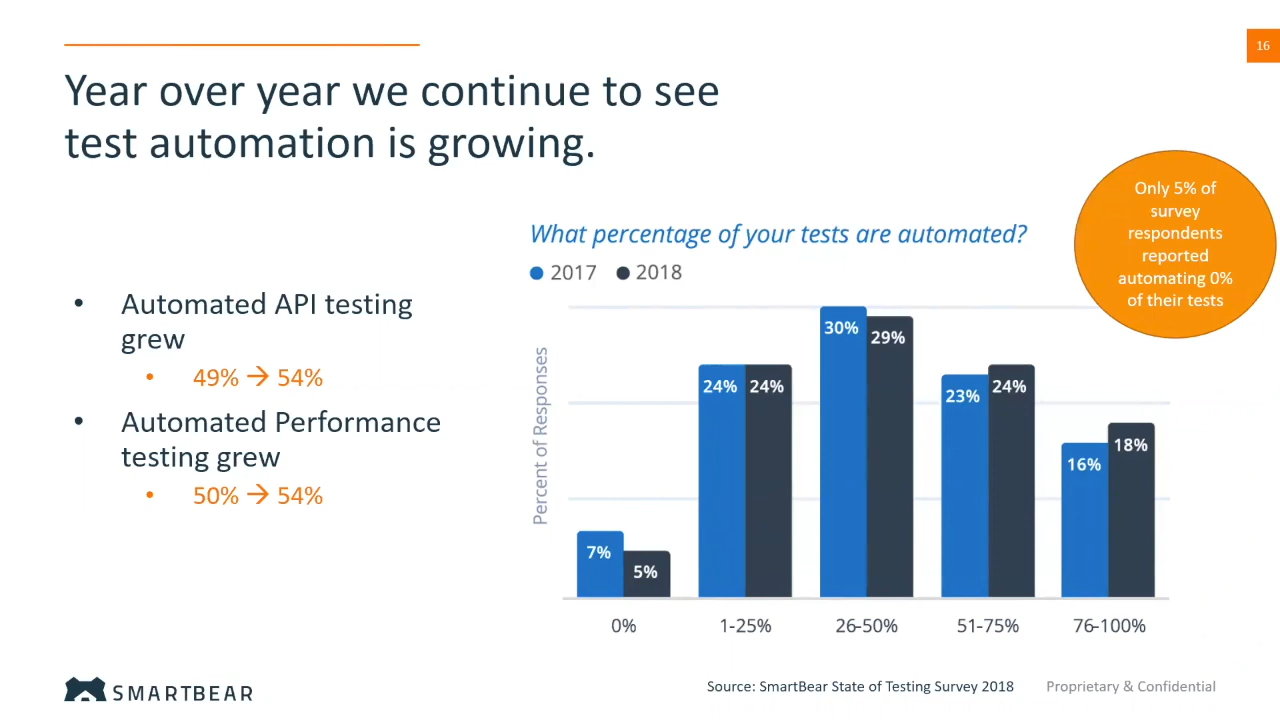 16
Year over year we continue to see
test automation is growing.
Only 5% of
survey
respondents
reported
automating 0%
of their tests
What percentage of your tests are automated?
2017 2018
• Automated API testing
grew
• 49% → 54%
• Automated Performance
testing grew
• 50% → 54%
Percent of Responses
7% 5%
24% 24%
30% 29%
23% 24%
16% 18%
0% 1-25% 26-50% 51-75% 76-100%
SMARTBEAR
Source: SmartBear State of Testing Survey 2018 Proprietary & Confidential